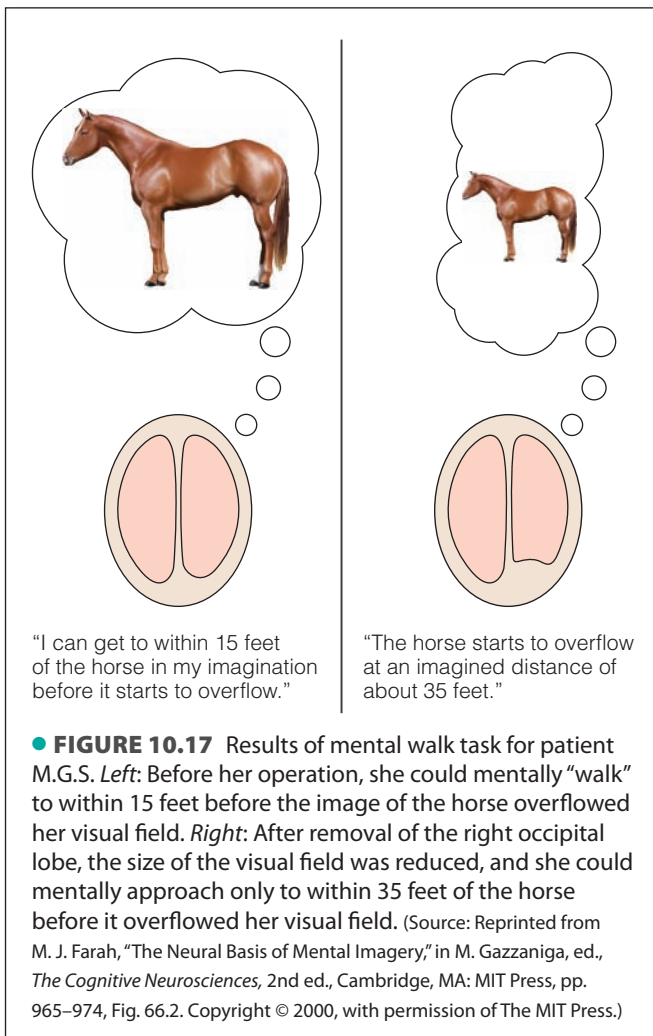 “I can get to within 15 feet
of the horse in my imagination
before it starts to overflow.”
“The horse starts to overflow
at an imagined distance of
about 35 feet.”
● FIGURE 10.17 Results of mental walk task for patient
M.G.S. Left: Before her operation, she could mentally “walk”
to within 15 feet before the image of the horse overflowed
her visual field. Right: After removal of the right occipital
lobe, the size of the visual field was reduced, and she could
mentally approach only to within 35 feet of the horse
before it overflowed her visual field. (Source: Reprinted from
M. J. Farah, “The Neural Basis of Mental Imagery,” in M. Gazzaniga, ed.,
The Cognitive Neurosciences, 2nd ed., Cambridge, MA: MIT Press, pp.
965–974, Fig. 66.2. Copyright © 2000, with permission of The MIT Press.)